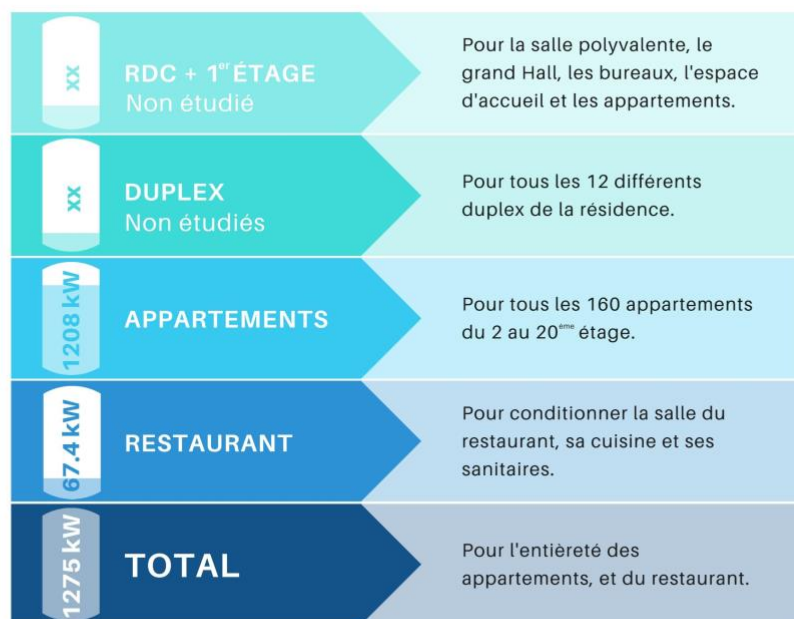 xx
RDC + 1er ÉTAGE
Non étudié
Pour la salle polyvalente, le
grand Hall, les bureaux, l'espace
d'accueil et les appartements.
xx
DUPLEX
Non étudiés
Pour tous les 12 différents
duplex de la résidence.
1208 kW
APPARTEMENTS
Pour tous les 160 appartements
du 2 au 20ème étage.
67.4 kW
RESTAURANT
Pour conditionner la salle du
restaurant, sa cuisine et ses
sanitaires.
1275 kW
TOTAL
Pour l'entièreté des
appartements, et du restaurant.